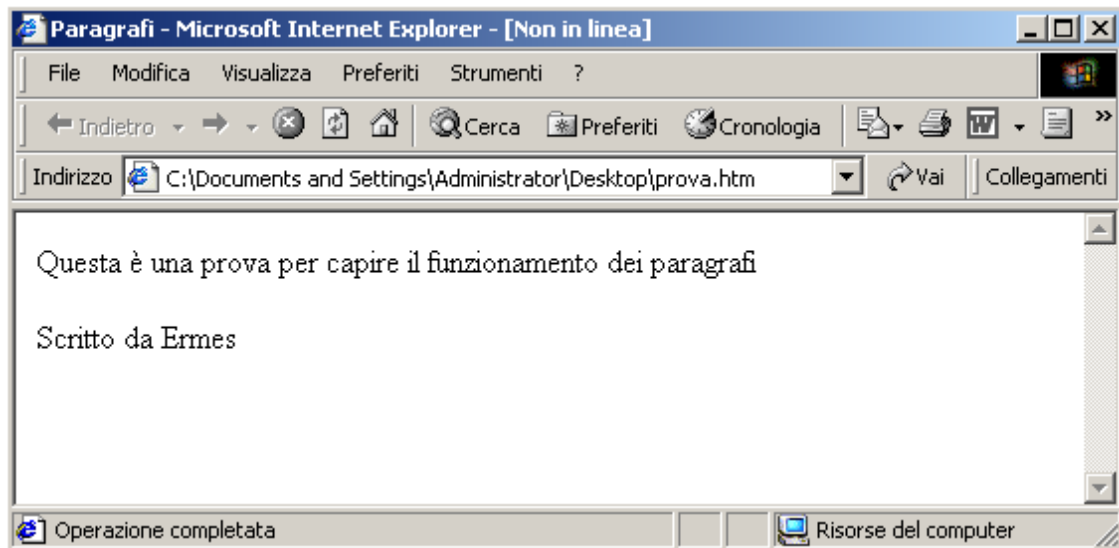 Paragrafi - Microsoft Internet Explorer - [Non in linea]
File Modifica Visualizza Preferiti Strumenti ?
Indietro Cerca Preferiti Cronologia W »
Indirizzo C:\Documents and Settings\Administrator\Desktop\prova.htm Vai Collegamenti
Questa è una prova per capire il funzionamento dei paragrafi
Scritto da Ermes
Operazione completata Risorse del computer